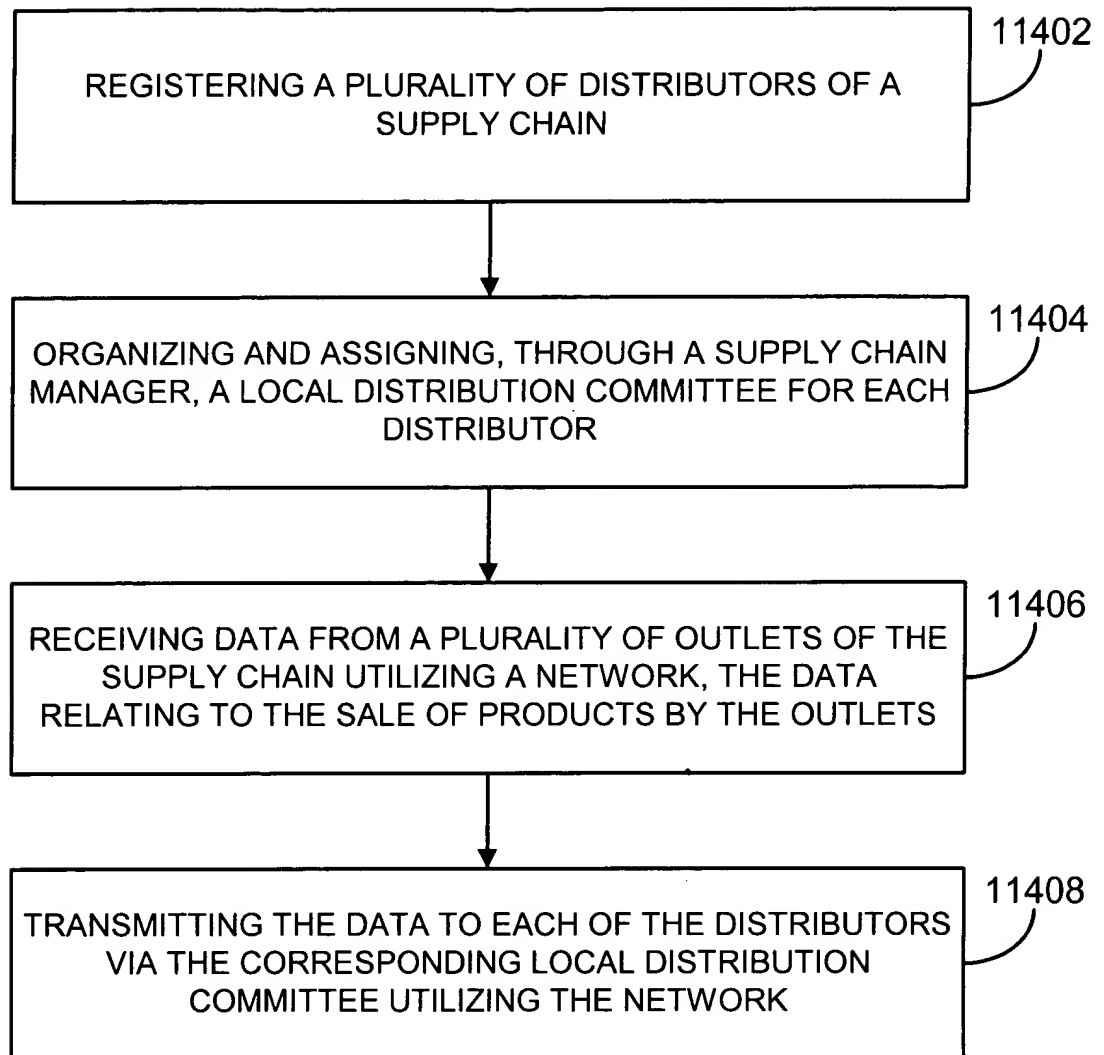 11402
REGISTERING A PLURALITY OF DISTRIBUTORS OF A
SUPPLY CHAIN
11404
ORGANIZING AND ASSIGNING, THROUGH A SUPPLY CHAIN
MANAGER, A LOCAL DISTRIBUTION COMMITTEE FOR EACH
DISTRIBUTOR
11406
RECEIVING DATA FROM A PLURALITY OF OUTLETS OF THE
SUPPLY CHAIN UTILIZING A NETWORK, THE DATA
RELATING TO THE SALE OF PRODUCTS BY THE OUTLETS
11408
TRANSMITTING THE DATA TO EACH OF THE DISTRIBUTORS
VIA THE CORRESPONDING LOCAL DISTRIBUTION
COMMITTEE UTILIZING THE NETWORK